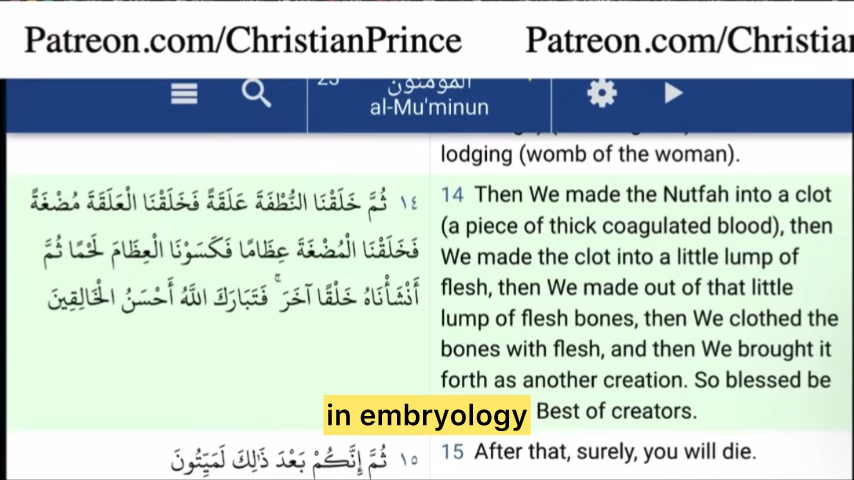 Patreon.com/ChristianPrince Patreon.com/Christian
المؤمنون
al-Mu'minun
lodging (womb of the woman).
١٤ ثُمَّ خَلَقْنَا النُّطْفَةَ عَلَقَةً فَخَلَقْنَا الْعَلَقَةَ مُضْغَةً
فَخَلَقْنَا الْمُضْغَةَ عِظَامًا فَكَسَوْنَا الْعِظَامَ لَحْمًا ثُمَّ
أَنْشَأْنَاهُ خَلْقًا آخَرَ ۚ فَتَبَارَكَ اللَّهُ أَحْسَنُ الْخَالِقِينَ
14 Then We made the Nutfah into a clot
(a piece of thick coagulated blood), then
We made the clot into a little lump of
flesh, then We made out of that little
lump of flesh bones, then We clothed the
bones with flesh, and then We brought it
forth as another creation. So blessed be
in embryology Best of creators.
١٥ ثُمَّ إِنَّكُمْ بَعْدَ ذَٰلِكَ لَمَيِّتُونَ
15 After that, surely, you will die.